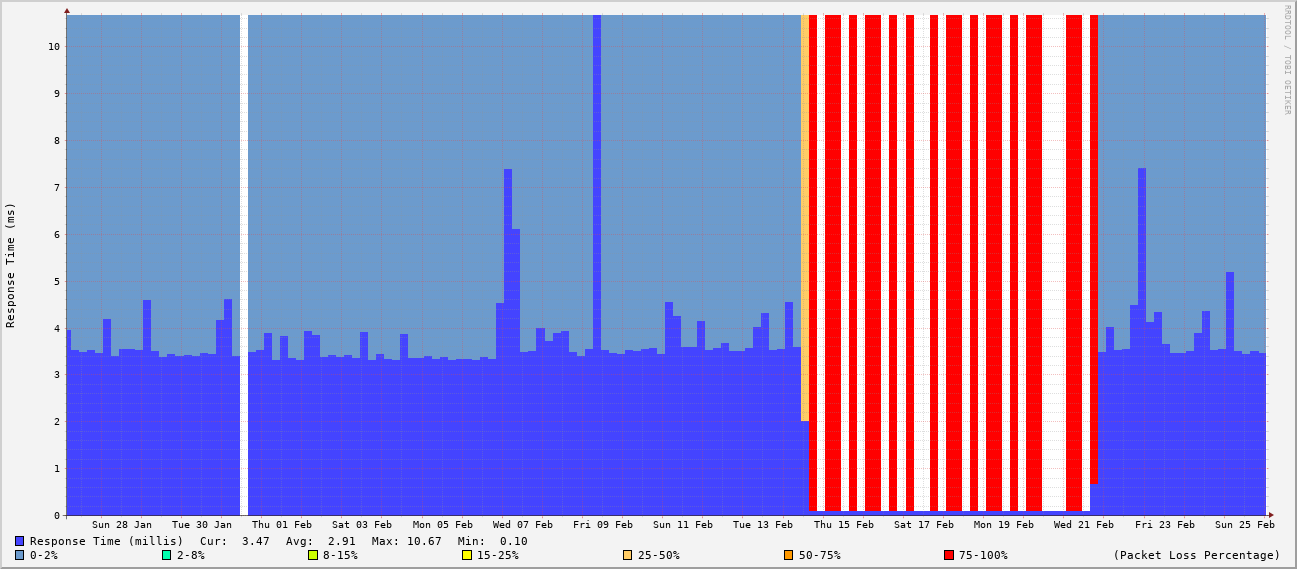 RRDTOOL / TOBI OETIKER
Response Time (ms)
10
9
8
7
6
5
4
3
2
1
0
Sun 28 Jan Tue 30 Jan Thu 01 Feb Sat 03 Feb Mon 05 Feb Wed 07 Feb Fri 09 Feb Sun 11 Feb Tue 13 Feb Thu 15 Feb Sat 17 Feb Mon 19 Feb Wed 21 Feb Fri 23 Feb Sun 25 Feb
Response Time (millis) Cur: 3.47 Avg: 2.91 Max: 10.67 Min: 0.10
0-2% 2-8% 8-15% 15-25% 25-50% 50-75% 75-100% (Packet Loss Percentage)